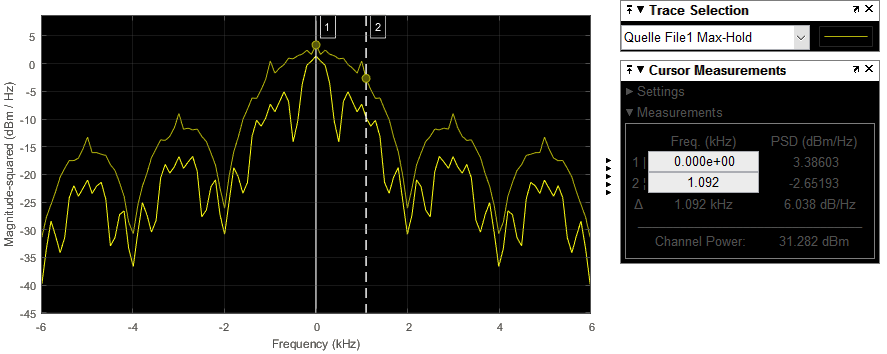 Magnitude-squared (dBm / Hz)
5
0
-5
-10
-15
-20
-25
-30
-35
-40
-45
-6
-4
-2
0
2
4
6
Frequency (kHz)
1
2
Trace Selection
Quelle File1 Max-Hold
Cursor Measurements
Settings
Measurements
Freq. (kHz) PSD (dBm/Hz)
1 0.000e+00 3.38603
2 1.092 -2.65193
Δ 1.092 kHz 6.038 dB/Hz
Channel Power: 31.282 dBm